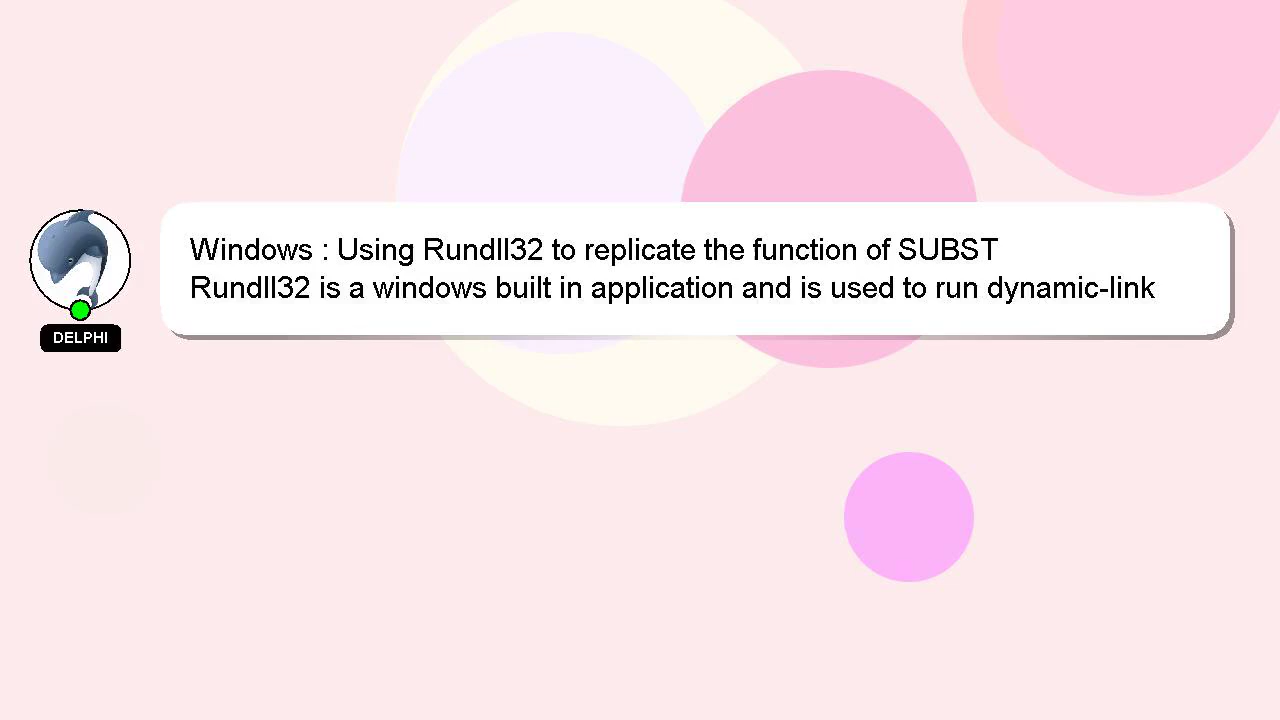 Windows : Using Rundll32 to replicate the function of SUBST
Rundll32 is a windows built in application and is used to run dynamic-link
DELPHI